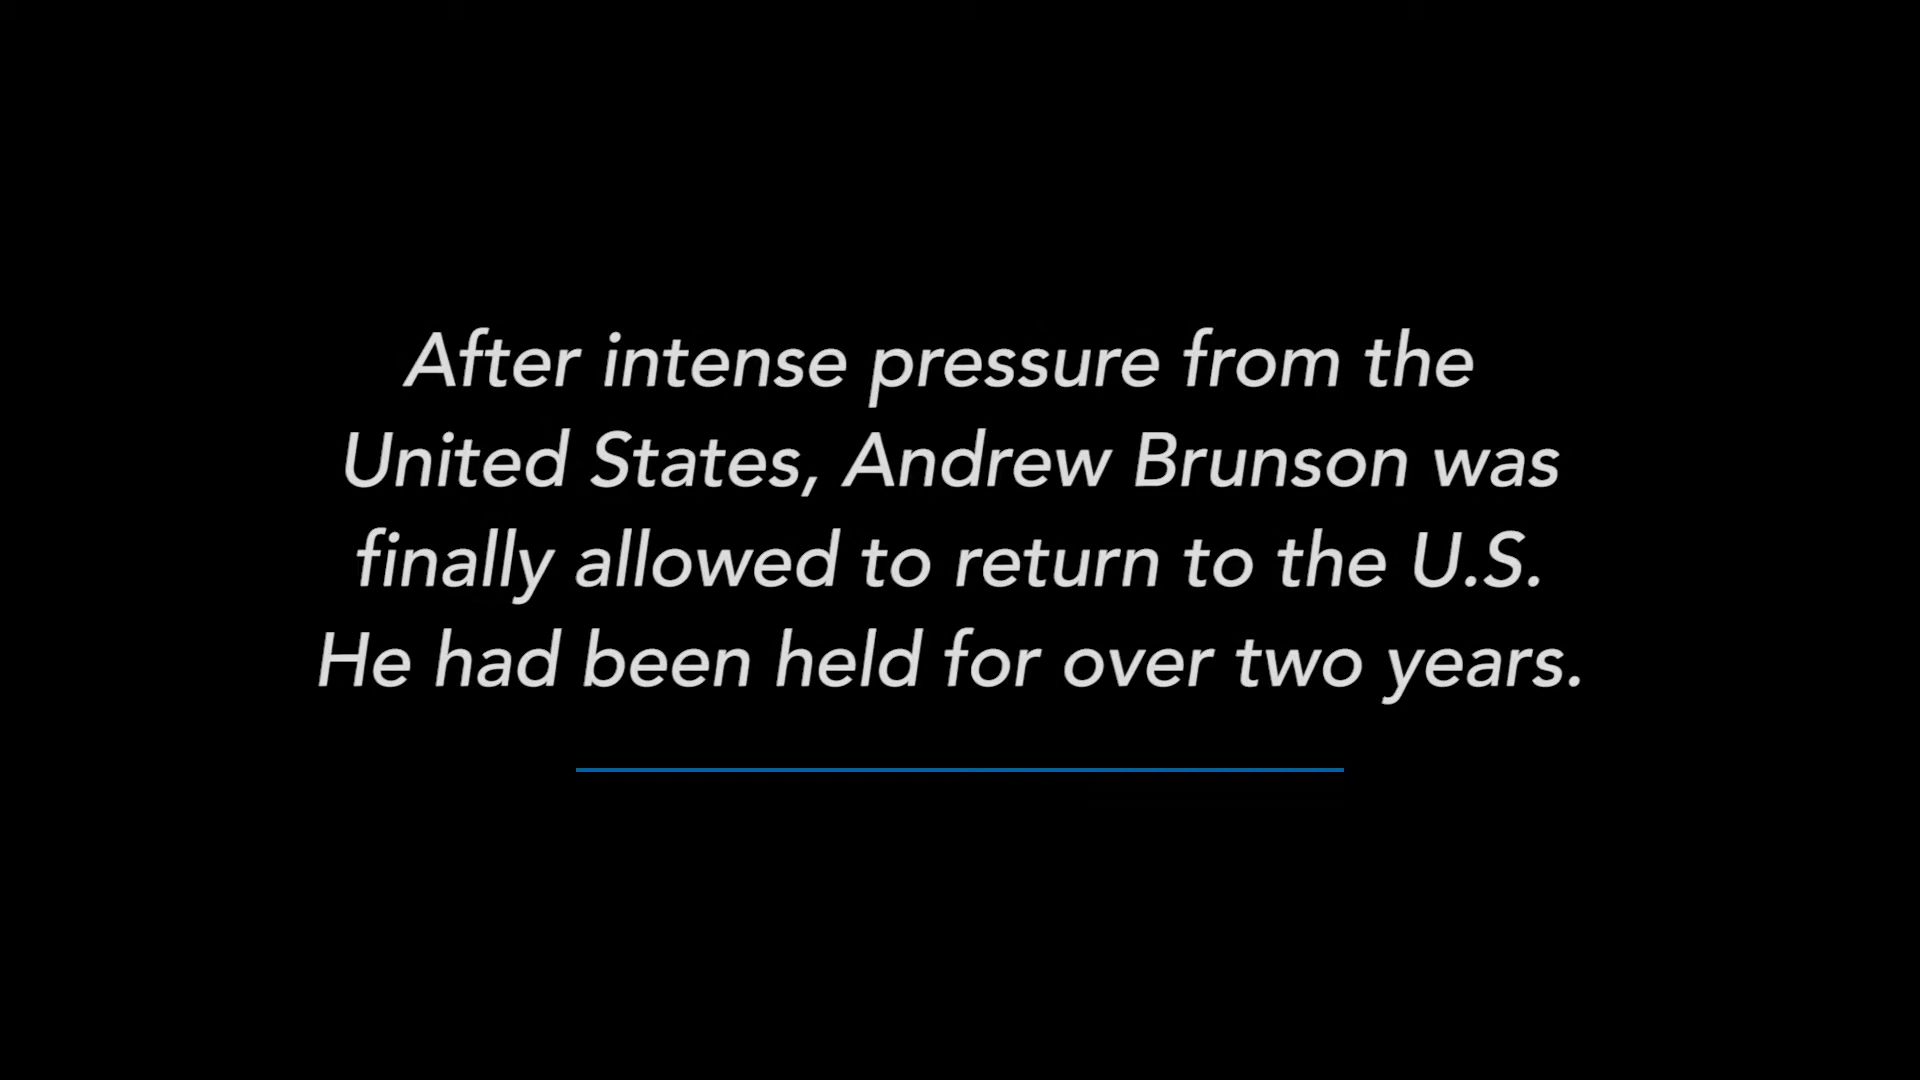 After intense pressure from the
United States, Andrew Brunson was
finally allowed to return to the U.S.
He had been held for over two years.